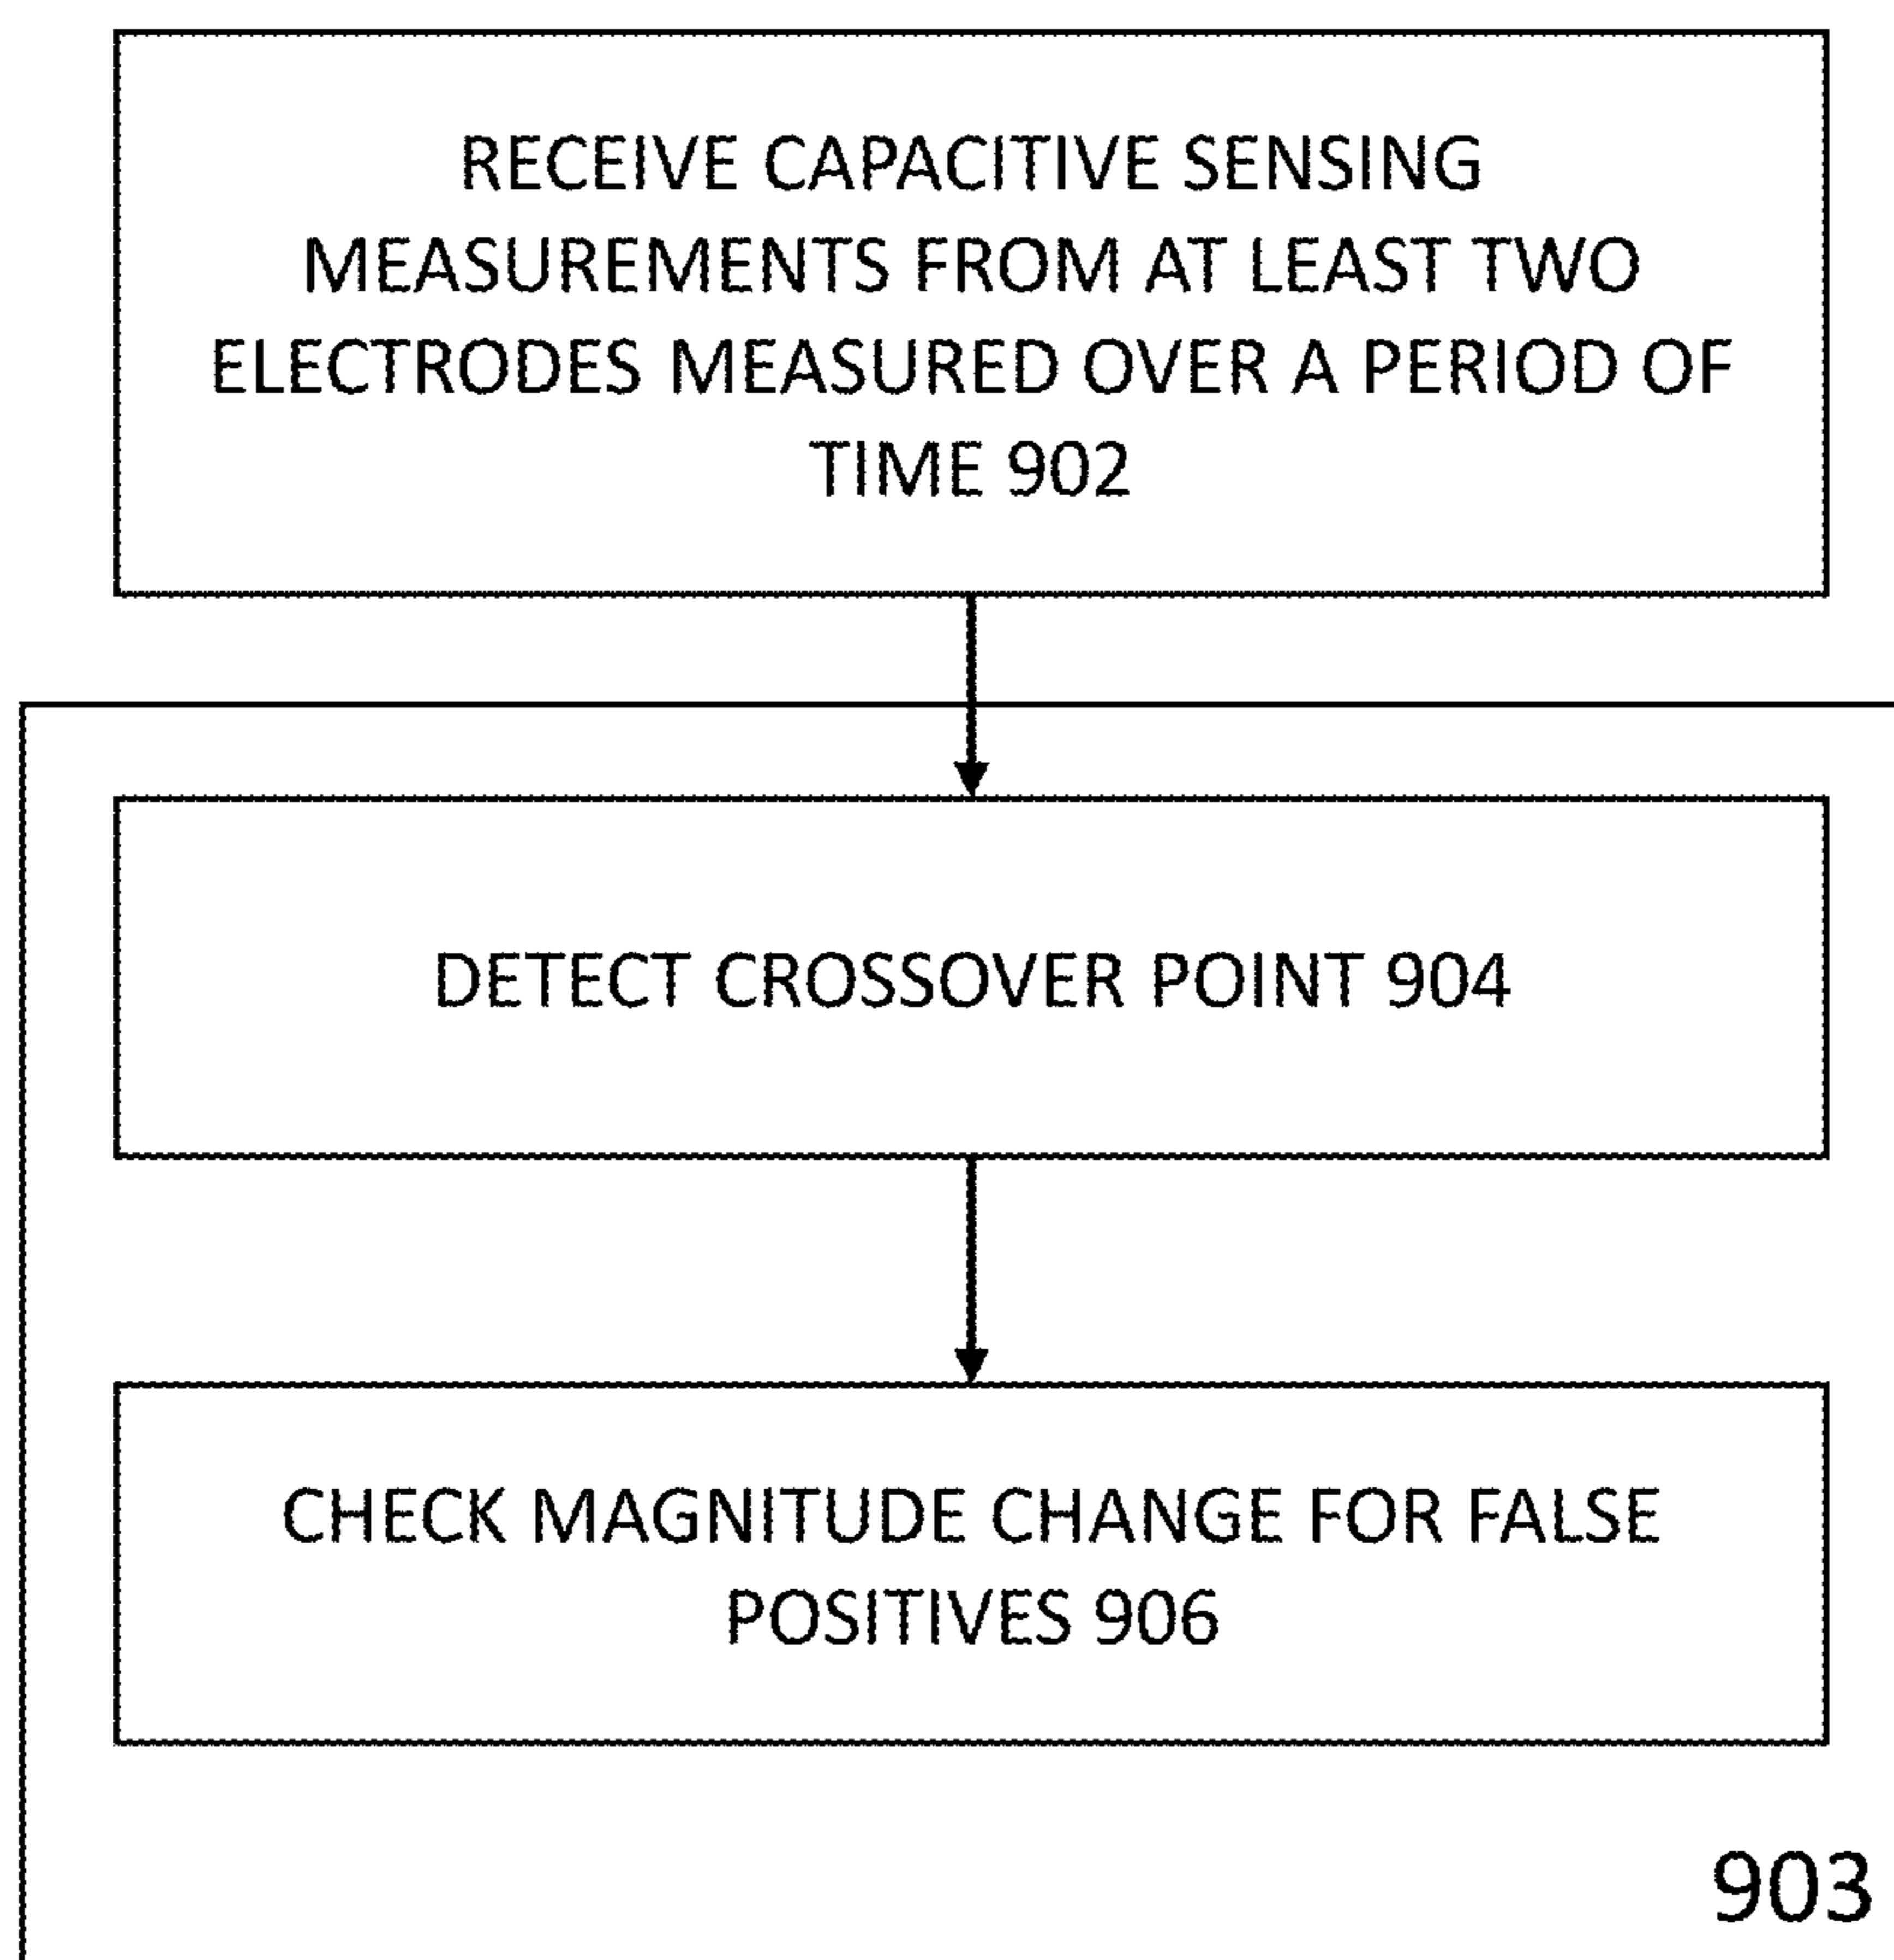 RECEIVE CAPACITIVE SENSING
MEASUREMENTS FROM AT LEAST TWO
ELECTRODES MEASURED OVER A PERIOD OF
TIME 902
DETECT CROSSOVER POINT 904
CHECK MAGNITUDE CHANGE FOR FALSE
POSITIVES 906
903